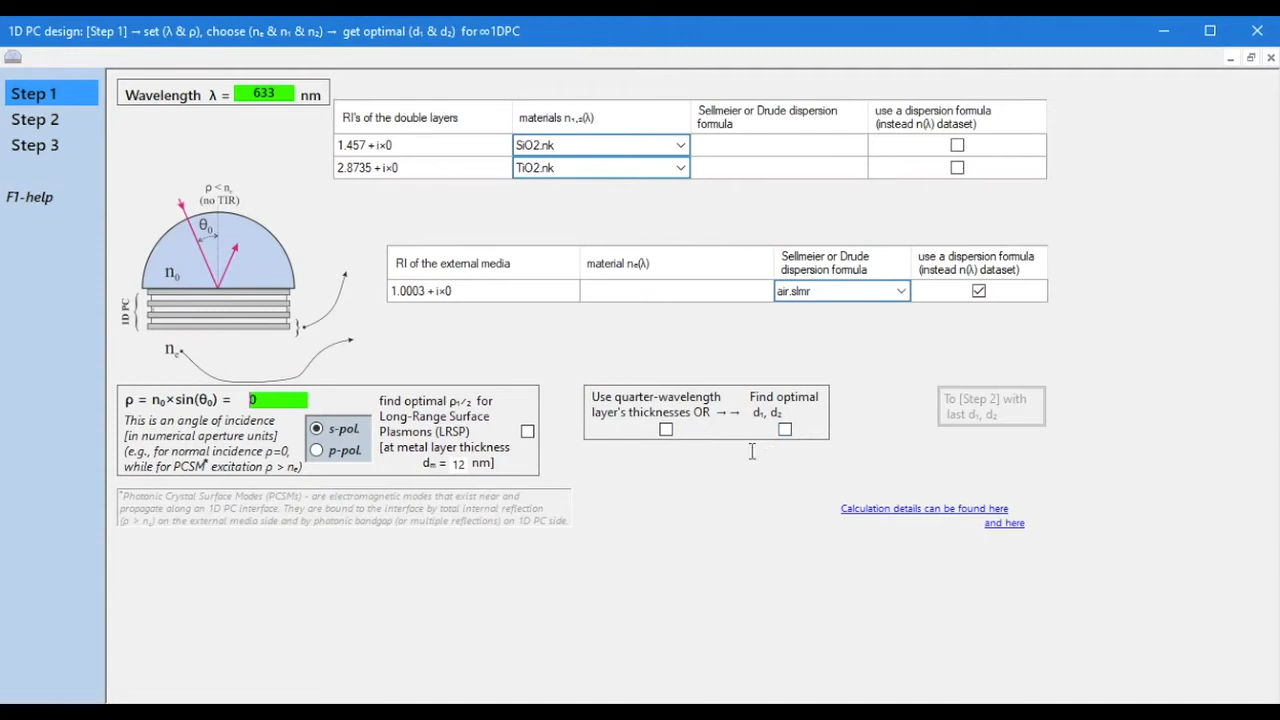 1D PC design: [Step 1] → set (λ & ρ), choose (nₑ & n₁ & n₂) → get optimal (d₁ & d₂) for ∞1DPC
Step 1
Step 2
Step 3
F1-help
Wavelength λ = 633 nm
RI's of the double layers
materials n₁,₂(λ)
Sellmeier or Drude dispersion
formula
use a dispersion formula
(instead n(λ) dataset)
1.457 + i×0
SiO2.nk
2.8735 + i×0
TiO2.nk
ρ < nₑ
(no TIR)
θ₀
n₀
1D PC
nₑ
RI of the external media
material nₑ(λ)
Sellmeier or Drude
dispersion formula
use a dispersion formula
(instead n(λ) dataset)
1.0003 + i×0
air.slmr
ρ = n₀×sin(θ₀) = 0
This is an angle of incidence
[in numerical aperture units]
(e.g., for normal incidence ρ=0,
while for PCSM* excitation ρ > nₑ)
s-pol.
p-pol.
find optimal ρ₁/₂ for
Long-Range Surface
Plasmons (LRSP)
[at metal layer thickness
dₘ = 12 nm]
Use quarter-wavelength
layer's thicknesses OR →→
Find optimal
d₁, d₂
To [Step 2] with
last d₁, d₂
*Photonic Crystal Surface Modes (PCSMs) - are electromagnetic modes that exist near and
propagate along an 1D PC interface. They are bound to the interface by total internal reflection
(ρ > nₑ) on the external media side and by photonic bandgap (or multiple reflections) on 1D PC side.
Calculation details can be found here
and here